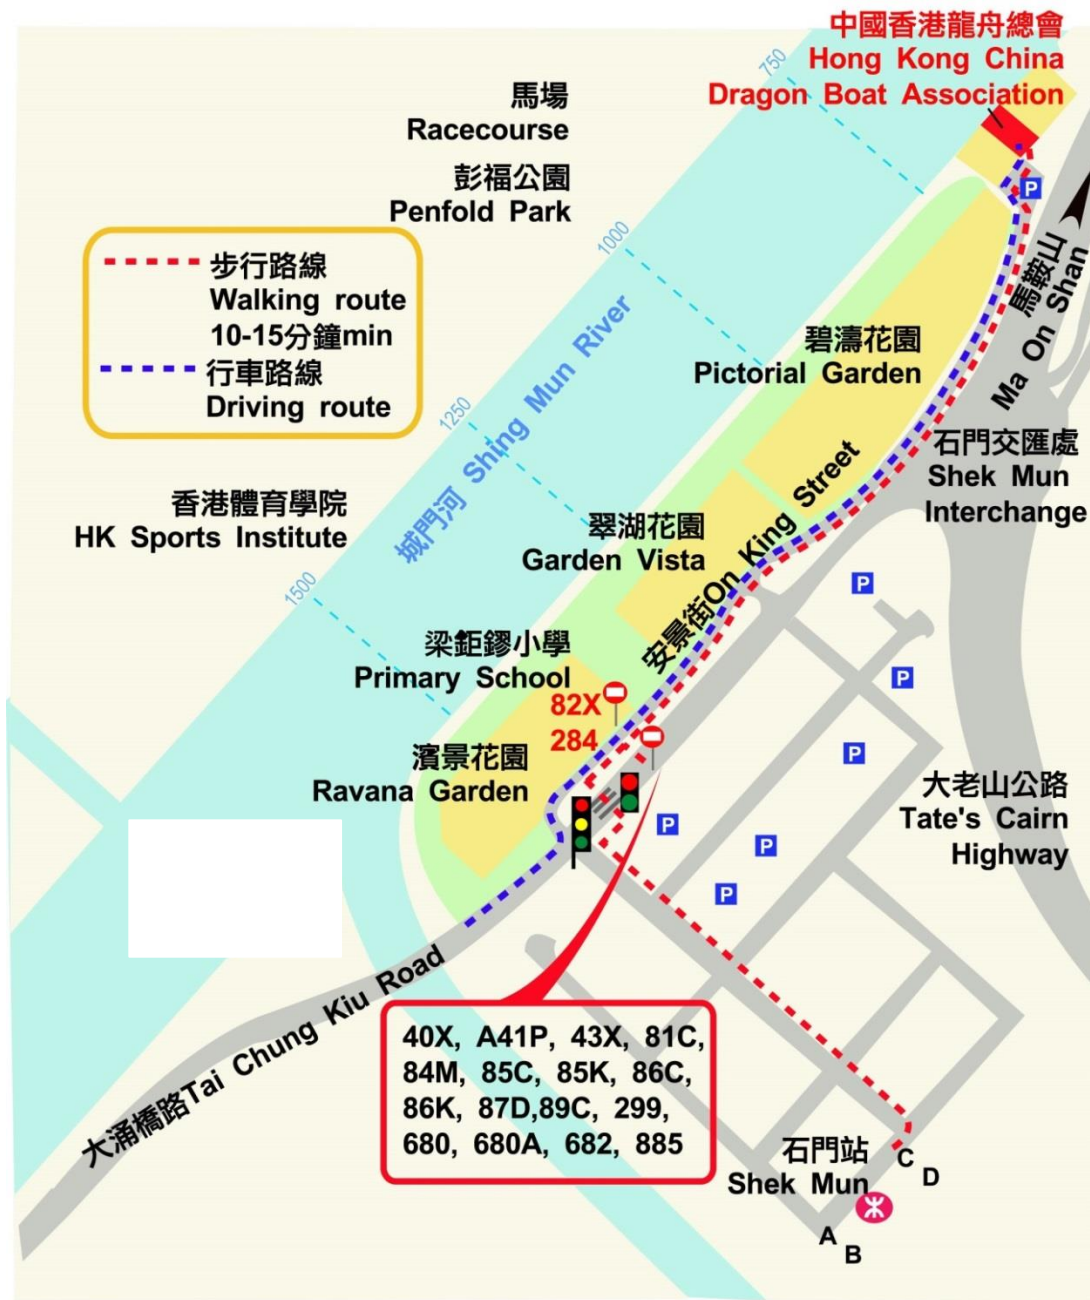 中國香港龍舟總會
Hong Kong China
Dragon Boat Association
750
馬場
Racecourse
彭福公園
Penfold Park
P
1000
步行路線
Walking route
10-15分鐘min
行車路線
Driving route
馬鞍山
Ma On Shan
碧濤花園
Pictorial Garden
1250
城門河 Shing Mun River
石門交匯處
Shek Mun
Interchange
香港體育學院
HK Sports Institute
翠湖花園
Garden Vista
安景街On King Street
1500
P
梁鉅鏐小學
Primary School
P
82X
284
濱景花園
Ravana Garden
P
大老山公路
Tate's Cairn
Highway
P
P
P
大涌橋路Tai Chung Kiu Road
40X, A41P, 43X, 81C,
84M, 85C, 85K, 86C,
86K, 87D,89C, 299,
680, 680A, 682, 885
石門站
Shek Mun
C
D
A
B